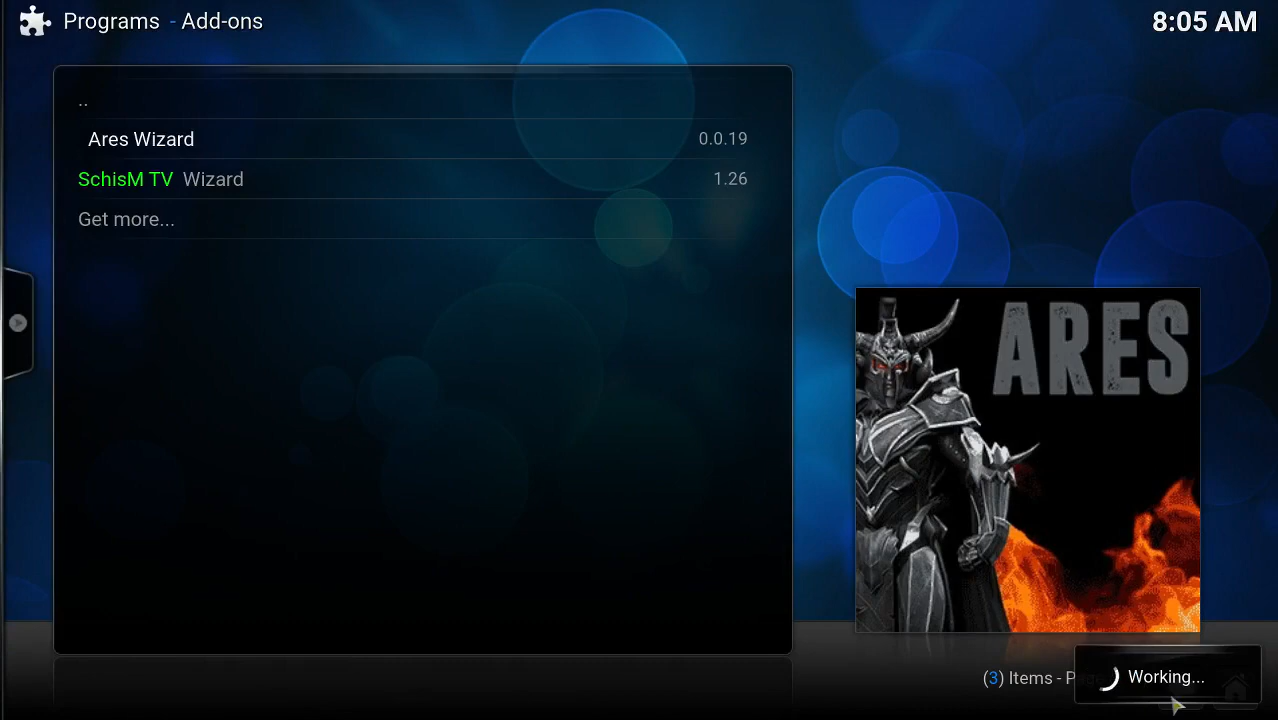 Programs - Add-ons
8:05 AM
..
Ares Wizard 0.0.19
SchisM TV Wizard 1.26
Get more...
ARES
(3) Items -
Working...